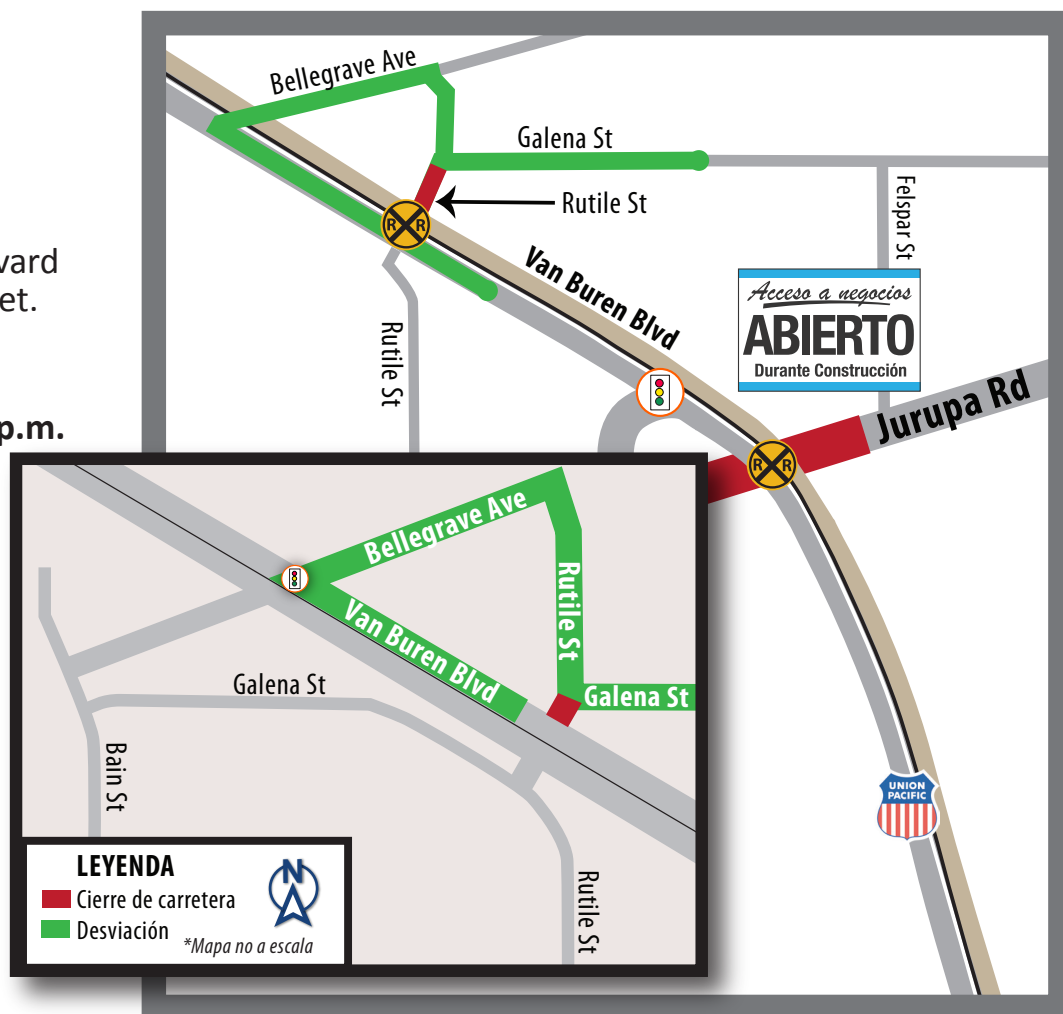 vard
et.
p.m.
Bellegrave Ave
Galena St
Rutile St
Felspar St
Van Buren Blvd
Rutile St
Acceso a negocios
ABIERTO
Durante Construcción
Jurupa Rd
R R
R R
UNION
PACIFIC
Bellegrave Ave
Rutile St
Van Buren Blvd
Galena St
Galena St
Bain St
Rutile St
LEYENDA
Cierre de carretera
Desviación
*Mapa no a escala
N